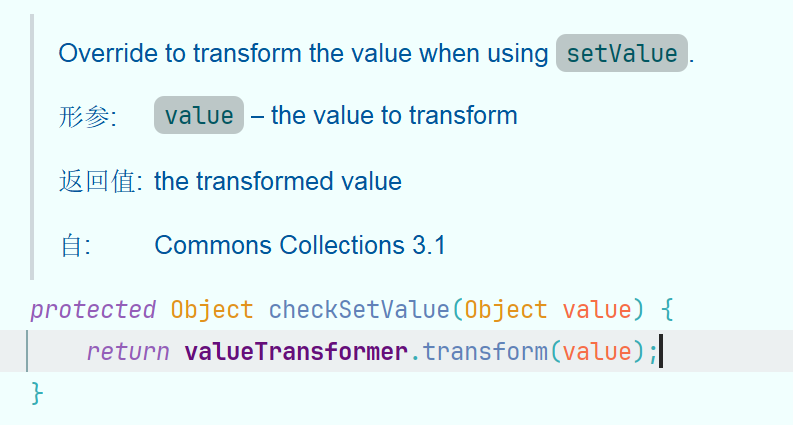 Override to transform the value when using setValue.
形参: value – the value to transform
返回值: the transformed value
自: Commons Collections 3.1
protected Object checkSetValue(Object value) {
    return valueTransformer.transform(value);
}